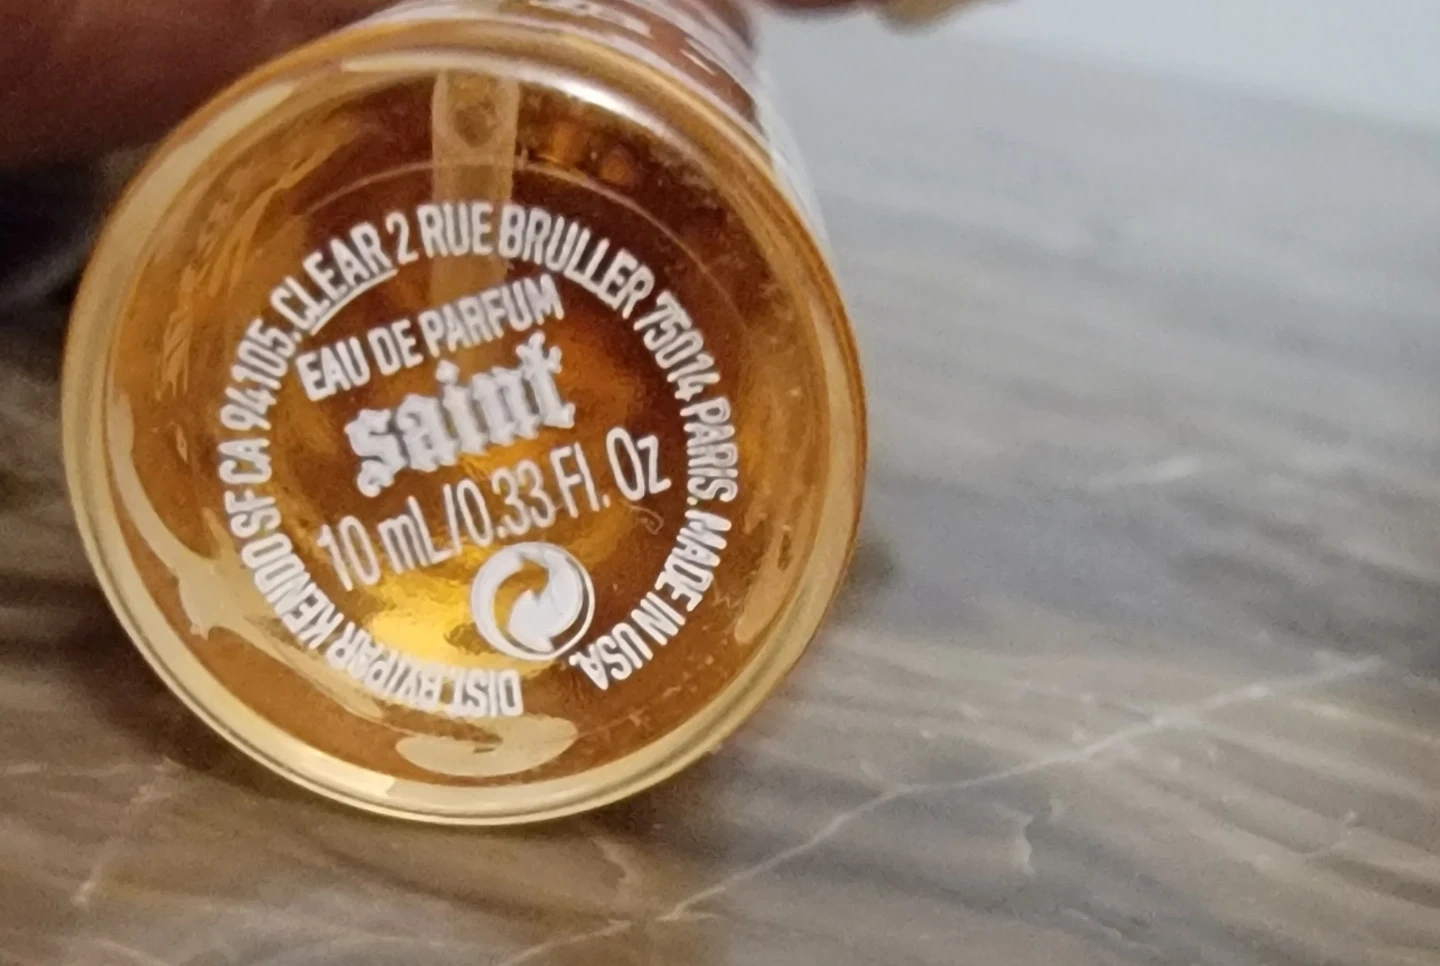 DIST. BY/PAR KENDO SF CA 94105. CLEAR 2 RUE BRULLER 75014 PARIS. MADE IN USA.
EAU DE PARFUM
saint
10 mL/0.33 Fl. Oz